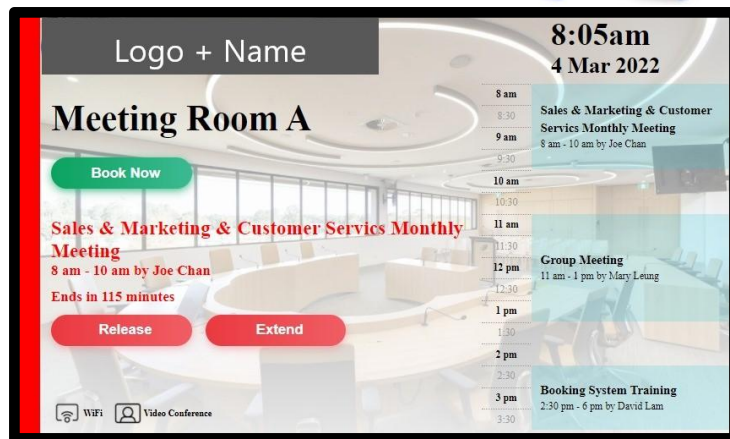 Logo + Name
8:05am
4 Mar 2022
Meeting Room A
Book Now
Sales & Marketing & Customer Servics Monthly
Meeting
8 am - 10 am by Joe Chan
Ends in 115 minutes
Release
Extend
WiFi
Video Conference
8 am
8:30
9 am
9:30
10 am
10:30
11 am
11:30
12 pm
12:30
1 pm
1:30
2 pm
2:30
3 pm
3:30
Sales & Marketing & Customer
Servics Monthly Meeting
8 am - 10 am by Joe Chan
Group Meeting
11 am - 1 pm by Mary Leung
Booking System Training
2:30 pm - 6 pm by David Lam